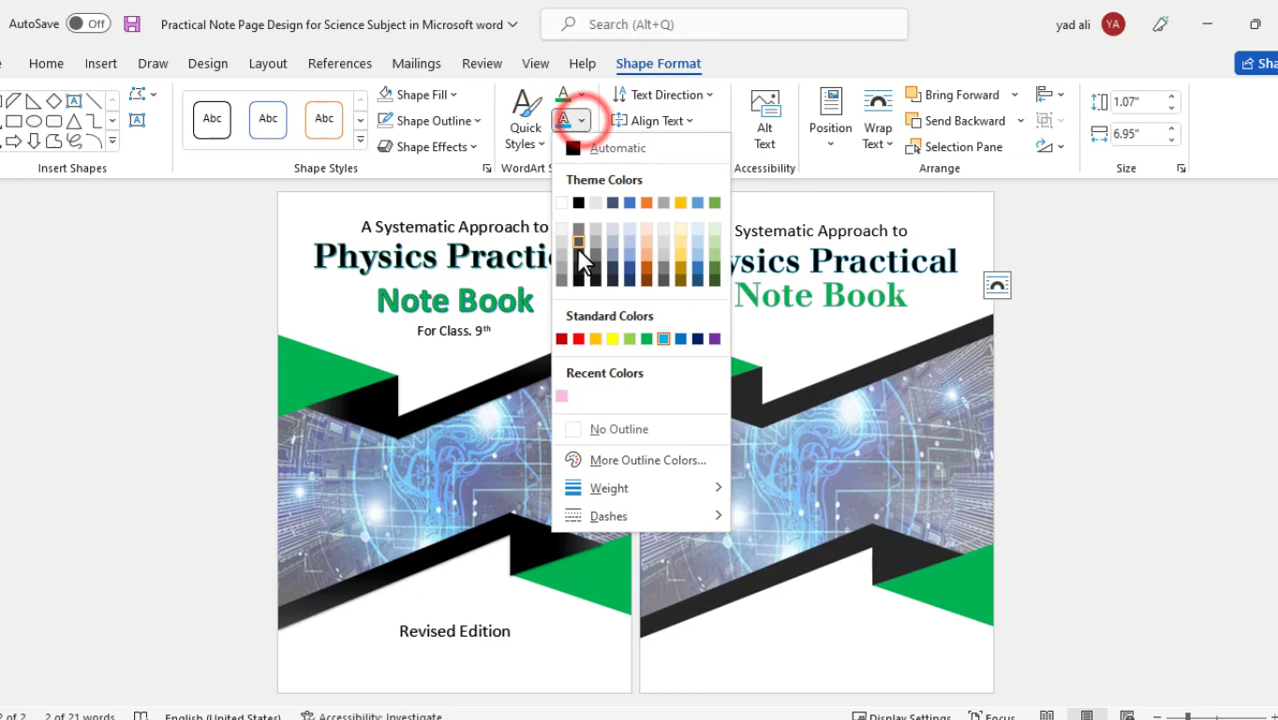 AutoSave Off Practical Note Page Design for Science Subject in Microsoft word Search (Alt+Q) yad ali YA
Home Insert Draw Design Layout References Mailings Review View Help Shape Format Sha
Abc Abc Abc
Shape Fill
Shape Outline
Shape Effects
Quick
Styles
A
A
Text Direction
Align Text
Alt
Text
Position
Wrap
Text
Bring Forward
Send Backward
Selection Pane
1.07"
6.95"
Insert Shapes Shape Styles WordArt S Accessibility Arrange Size
Automatic
Theme Colors
Standard Colors
Recent Colors
No Outline
More Outline Colors...
Weight
Dashes
A Systematic Approach to
Physics Practi
Note Book
For Class. 9th
Revised Edition
Systematic Approach to
ysics Practical
Note Book
2 of 2 2 of 21 words English (United States) Accessibility: Investigate Display Settings Focus